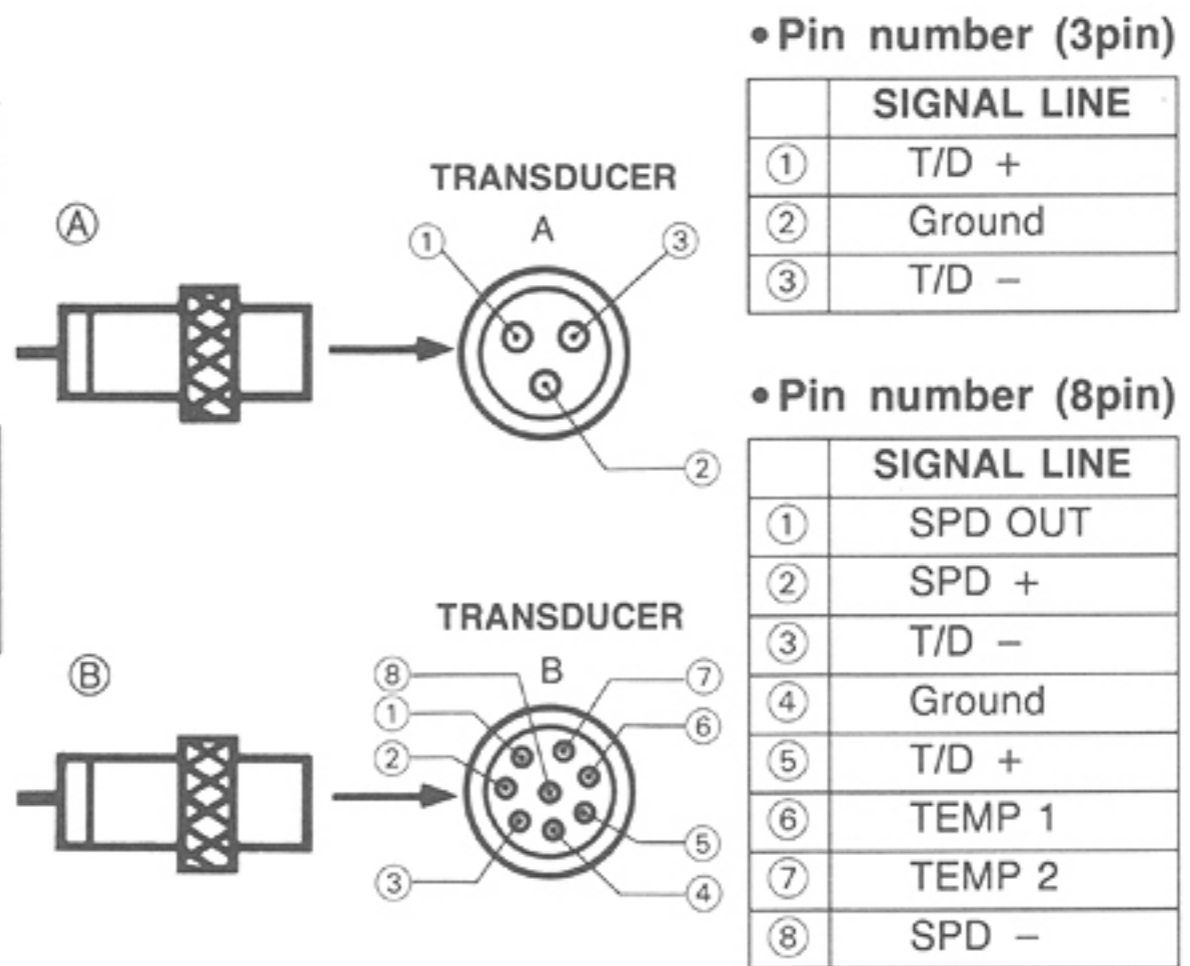 • Pin number (3pin)
SIGNAL LINE
① T/D +
② Ground
③ T/D −
TRANSDUCER
Ⓐ
A
① ③
②
• Pin number (8pin)
SIGNAL LINE
① SPD OUT
② SPD +
③ T/D −
④ Ground
⑤ T/D +
⑥ TEMP 1
⑦ TEMP 2
⑧ SPD −
TRANSDUCER
Ⓑ
B
⑧ ⑦
① ⑥
②
⑤
③ ④